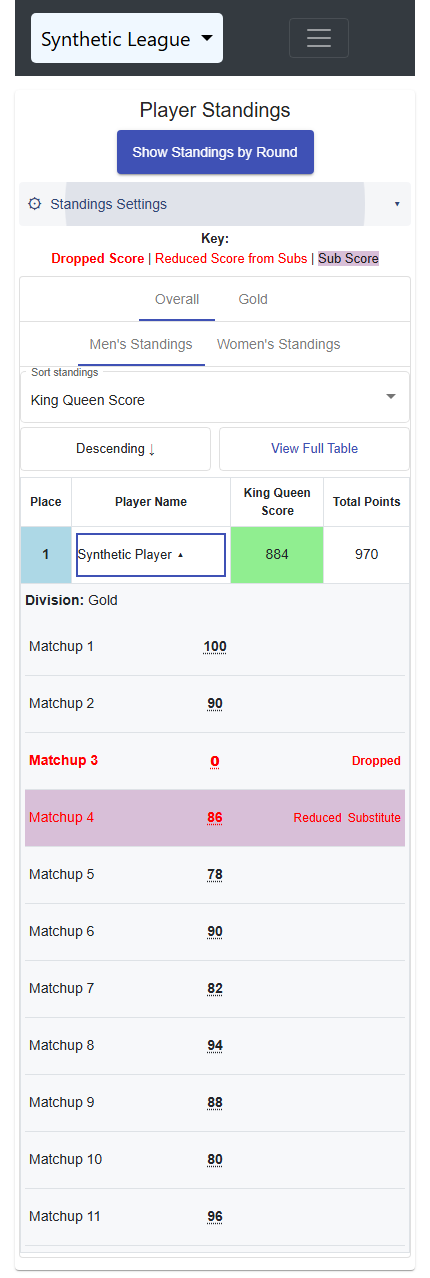 Synthetic League
Player Standings
Show Standings by Round
Standings Settings
Key:
Dropped Score | Reduced Score from Subs | Sub Score
Overall Gold
Men's Standings Women's Standings
Sort standings
King Queen Score
Descending ↓ View Full Table
Place Player Name King Queen Score Total Points
1 Synthetic Player ▲ 884 970
Division: Gold
Matchup 1 100
Matchup 2 90
Matchup 3 0 Dropped
Matchup 4 86 Reduced Substitute
Matchup 5 78
Matchup 6 90
Matchup 7 82
Matchup 8 94
Matchup 9 88
Matchup 10 80
Matchup 11 96